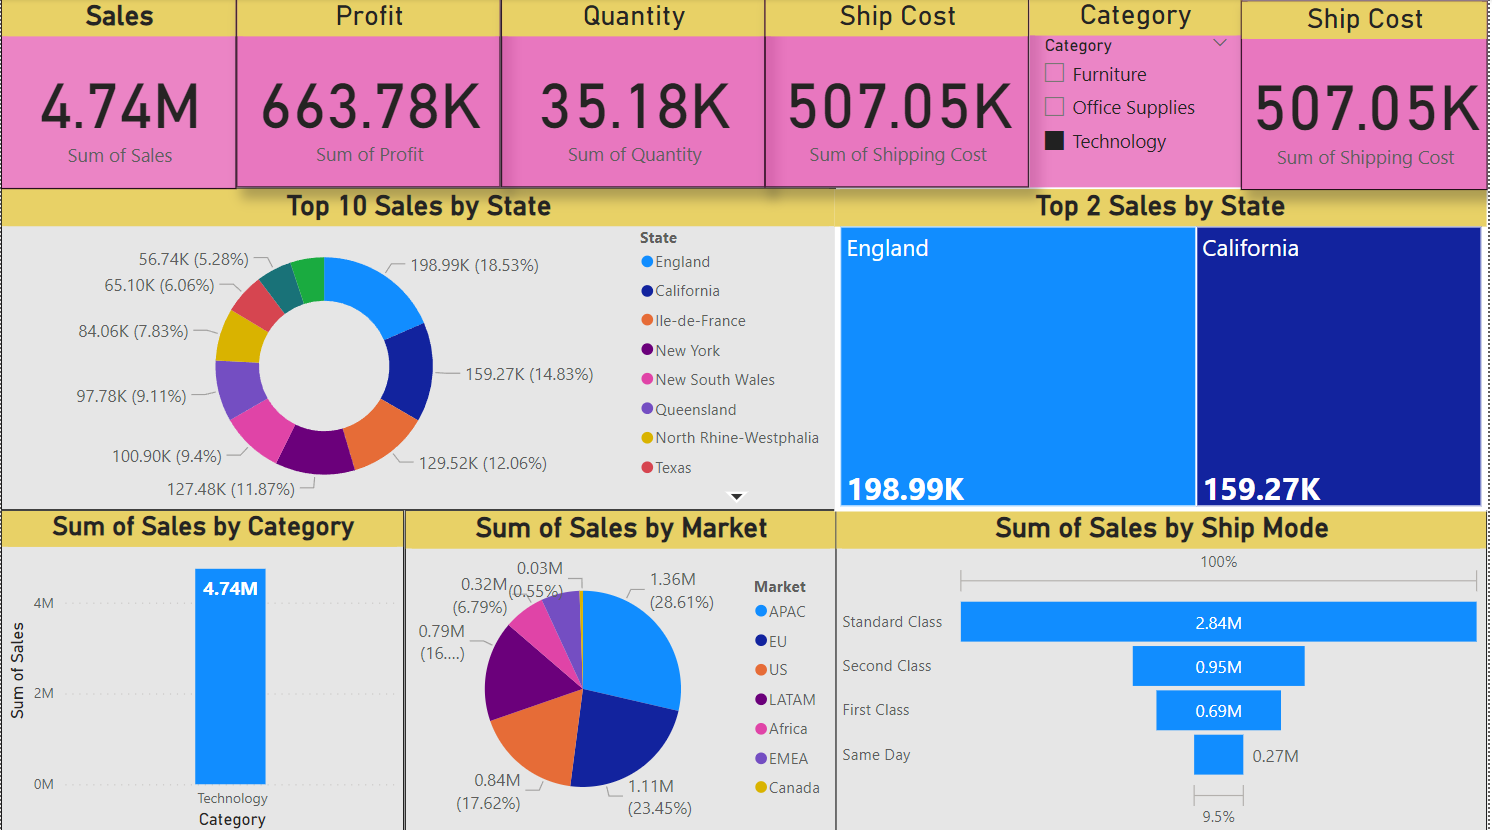 Sales
4.74M
Sum of Sales
Profit
663.78K
Sum of Profit
Quantity
35.18K
Sum of Quantity
Ship Cost
507.05K
Sum of Shipping Cost
Category
Category
Furniture
Office Supplies
Technology
Ship Cost
507.05K
Sum of Shipping Cost
Top 10 Sales by State
56.74K (5.28%)
65.10K (6.06%)
84.06K (7.83%)
97.78K (9.11%)
100.90K (9.4%)
127.48K (11.87%)
198.99K (18.53%)
159.27K (14.83%)
129.52K (12.06%)
State
England
California
Ile-de-France
New York
New South Wales
Queensland
North Rhine-Westphalia
Texas
Top 2 Sales by State
England
198.99K
California
159.27K
Sum of Sales by Category
Sum of Sales
4M
2M
0M
4.74M
Technology
Category
Sum of Sales by Market
0.03M
(0.55%)
0.32M
(6.79%)
0.79M
(16....)
0.84M
(17.62%)
1.36M
(28.61%)
1.11M
(23.45%)
Market
APAC
EU
US
LATAM
Africa
EMEA
Canada
Sum of Sales by Ship Mode
100%
Standard Class 2.84M
Second Class 0.95M
First Class 0.69M
Same Day 0.27M
9.5%